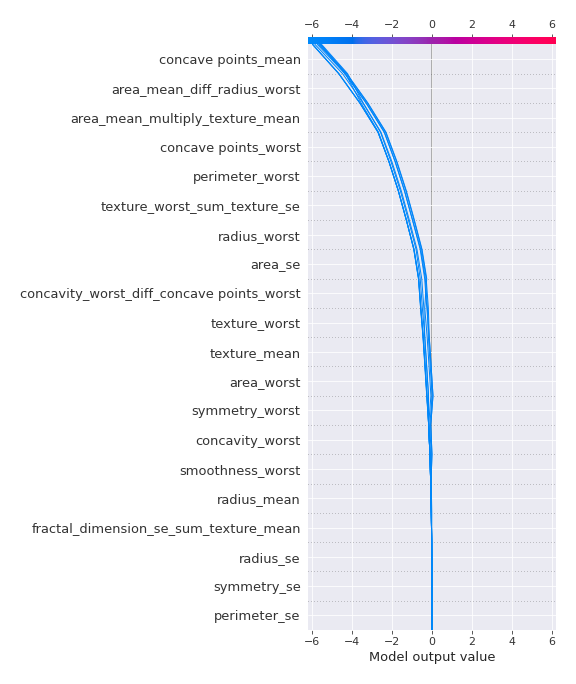 −6 −4 −2 0 2 4 6
concave points_mean
area_mean_diff_radius_worst
area_mean_multiply_texture_mean
concave points_worst
perimeter_worst
texture_worst_sum_texture_se
radius_worst
area_se
concavity_worst_diff_concave points_worst
texture_worst
texture_mean
area_worst
symmetry_worst
concavity_worst
smoothness_worst
radius_mean
fractal_dimension_se_sum_texture_mean
radius_se
symmetry_se
perimeter_se
−6 −4 −2 0 2 4 6
Model output value